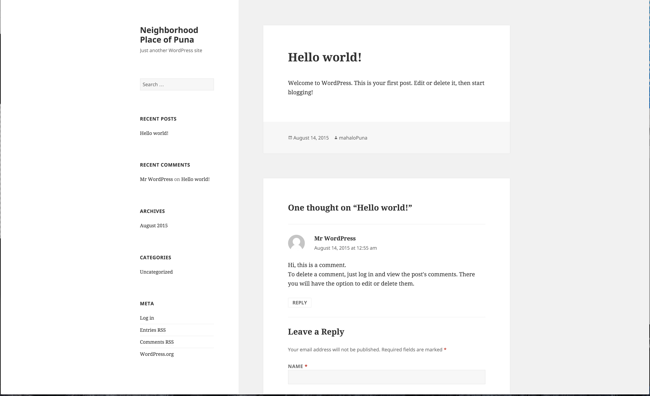 Neighborhood
Place of Puna
Just another WordPress site
Search …
RECENT POSTS
Hello world!
RECENT COMMENTS
Mr WordPress on Hello world!
ARCHIVES
August 2015
CATEGORIES
Uncategorized
META
Log in
Entries RSS
Comments RSS
WordPress.org
Hello world!
Welcome to WordPress. This is your first post. Edit or delete it, then start
blogging!
August 14, 2015 mahaloPuna
One thought on “Hello world!”
Mr WordPress
August 14, 2015 at 12:55 am
Hi, this is a comment.
To delete a comment, just log in and view the post's comments. There
you will have the option to edit or delete them.
REPLY
Leave a Reply
Your email address will not be published. Required fields are marked *
NAME *